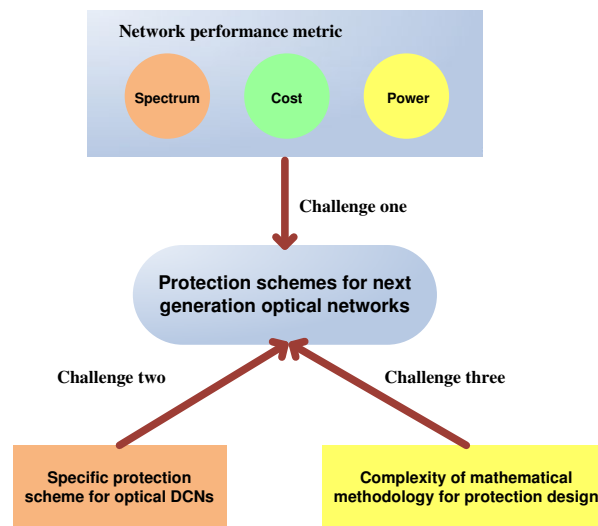 Network performance metric
Spectrum
Cost
Power
Challenge one
Protection schemes for next
generation optical networks
Challenge two
Challenge three
Specific protection
scheme for optical DCNs
Complexity of mathematical
methodology for protection design